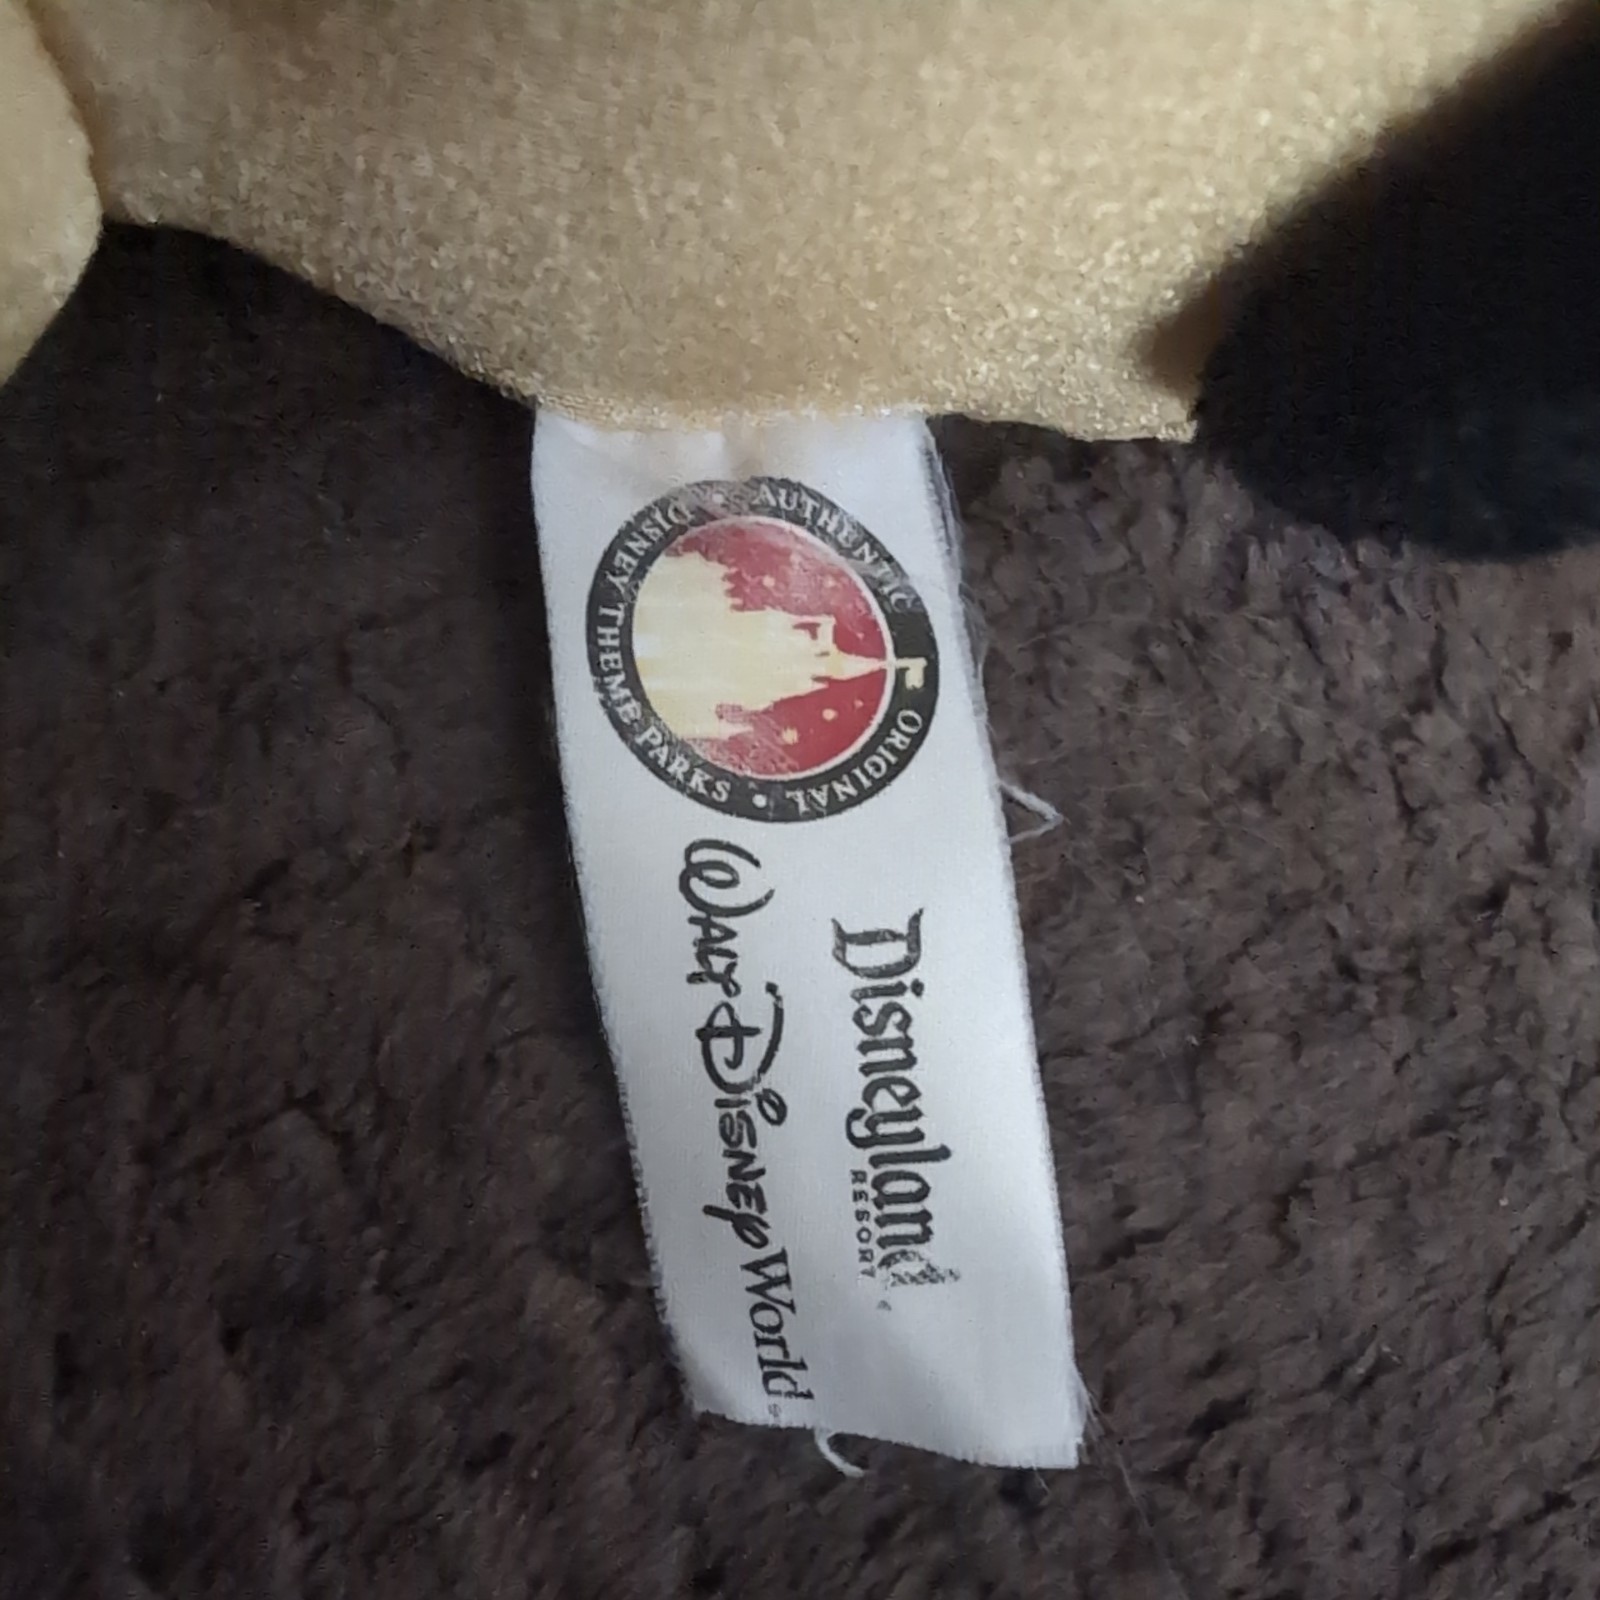 AUTHENTIC ORIGINAL
• DISNEY THEME PARKS •
Disneyland
RESORT
WALT DISNEY World